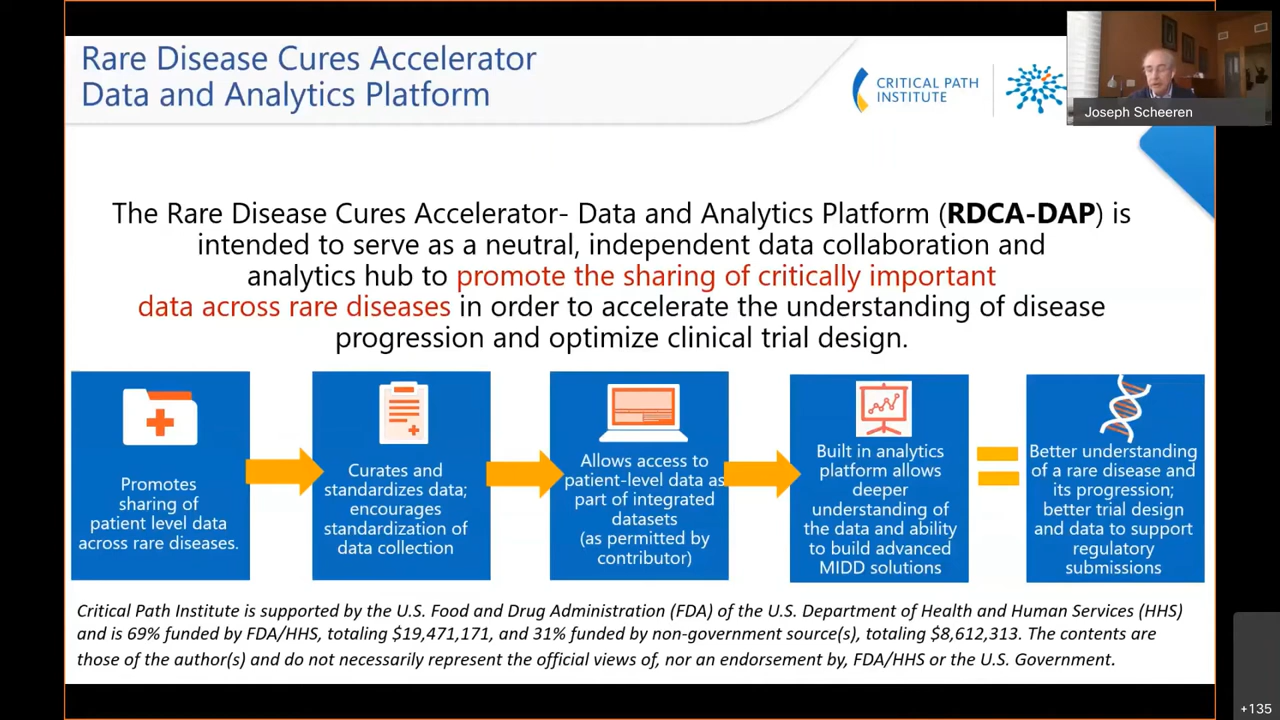 Rare Disease Cures Accelerator
Data and Analytics Platform
CRITICAL PATH
INSTITUTE
Joseph Scheeren
The Rare Disease Cures Accelerator- Data and Analytics Platform (RDCA-DAP) is
intended to serve as a neutral, independent data collaboration and
analytics hub to promote the sharing of critically important
data across rare diseases in order to accelerate the understanding of disease
progression and optimize clinical trial design.
Promotes
sharing of
patient level data
across rare diseases.
Curates and
standardizes data;
encourages
standardization of
data collection
Allows access to
patient-level data as
part of integrated
datasets
(as permitted by
contributor)
Built in analytics
platform allows
deeper
understanding of
the data and ability
to build advanced
MIDD solutions
Better understanding
of a rare disease and
its progression;
better trial design
and data to support
regulatory
submissions
Critical Path Institute is supported by the U.S. Food and Drug Administration (FDA) of the U.S. Department of Health and Human Services (HHS)
and is 69% funded by FDA/HHS, totaling $19,471,171, and 31% funded by non-government source(s), totaling $8,612,313. The contents are
those of the author(s) and do not necessarily represent the official views of, nor an endorsement by, FDA/HHS or the U.S. Government.
+135